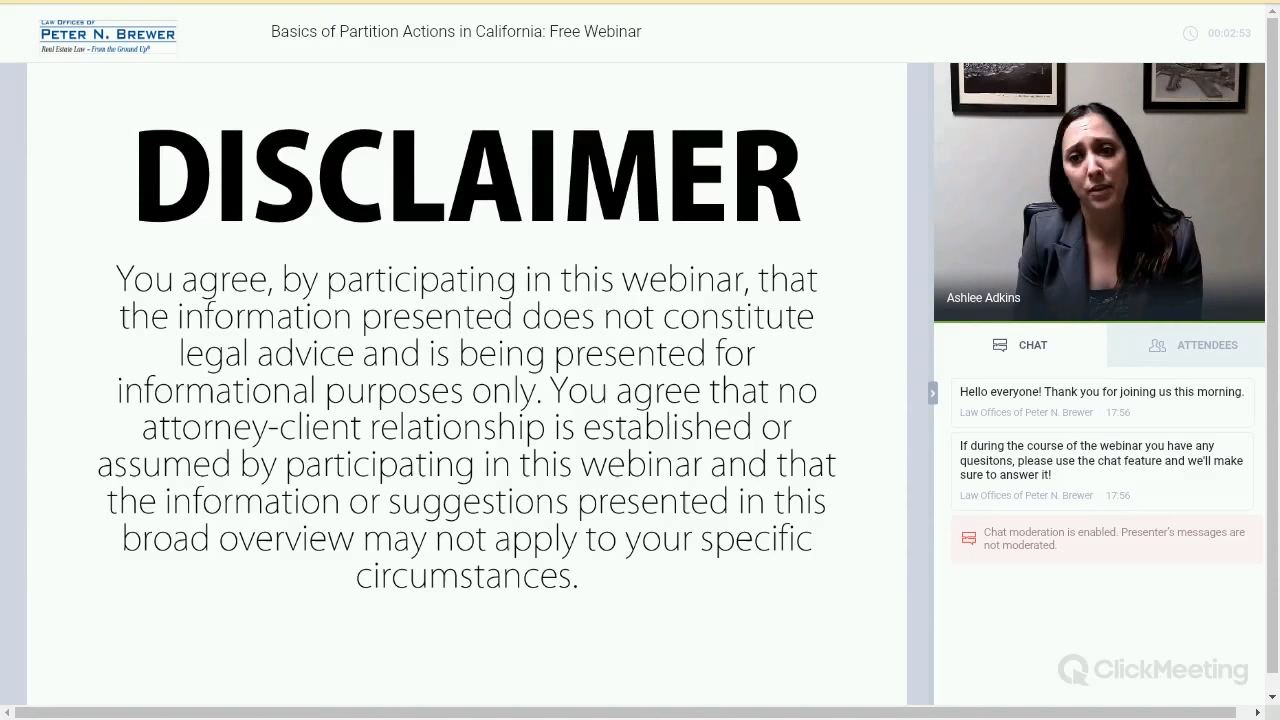 LAW OFFICES OF
PETER N. BREWER
Real Estate Law – From the Ground Up®
Basics of Partition Actions in California: Free Webinar
00:02:53
DISCLAIMER
You agree, by participating in this webinar, that
the information presented does not constitute
legal advice and is being presented for
informational purposes only. You agree that no
attorney-client relationship is established or
assumed by participating in this webinar and that
the information or suggestions presented in this
broad overview may not apply to your specific
circumstances.
Ashlee Adkins
CHAT
ATTENDEES
Hello everyone! Thank you for joining us this morning.
Law Offices of Peter N. Brewer 17:56
If during the course of the webinar you have any
quesitons, please use the chat feature and we'll make
sure to answer it!
Law Offices of Peter N. Brewer 17:56
Chat moderation is enabled. Presenter's messages are
not moderated.
ClickMeeting